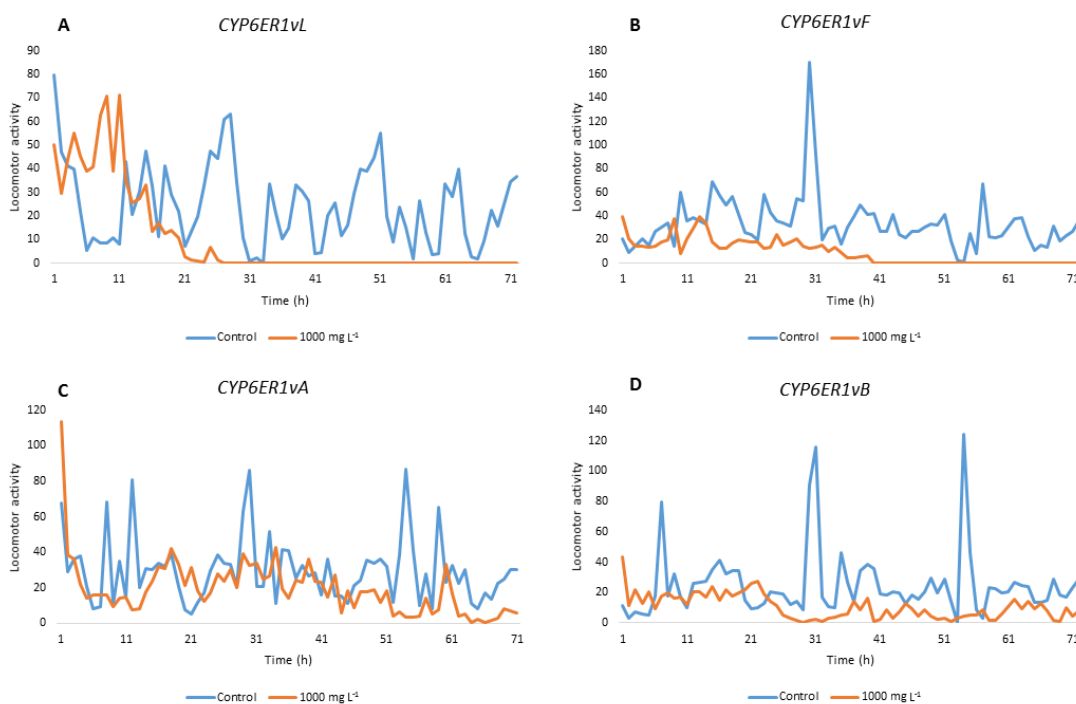 A
CYP6ER1vL
90
80
70
60
50
40
30
20
10
0
Locomotor activity
1 11 21 31 41 51 61 71
Time (h)
Control 1000 mg L⁻¹
B
CYP6ER1vF
180
160
140
120
100
80
60
40
20
0
Locomotor activity
1 11 21 31 41 51 61 71
Time (h)
Control 1000 mg L⁻¹
C
CYP6ER1vA
120
100
80
60
40
20
0
Locomotor activity
1 11 21 31 41 51 61 71
Time (h)
Control 1000 mg L⁻¹
D
CYP6ER1vB
140
120
100
80
60
40
20
0
Locomotor activity
1 11 21 31 41 51 61 71
Time (h)
Control 1000 mg L⁻¹